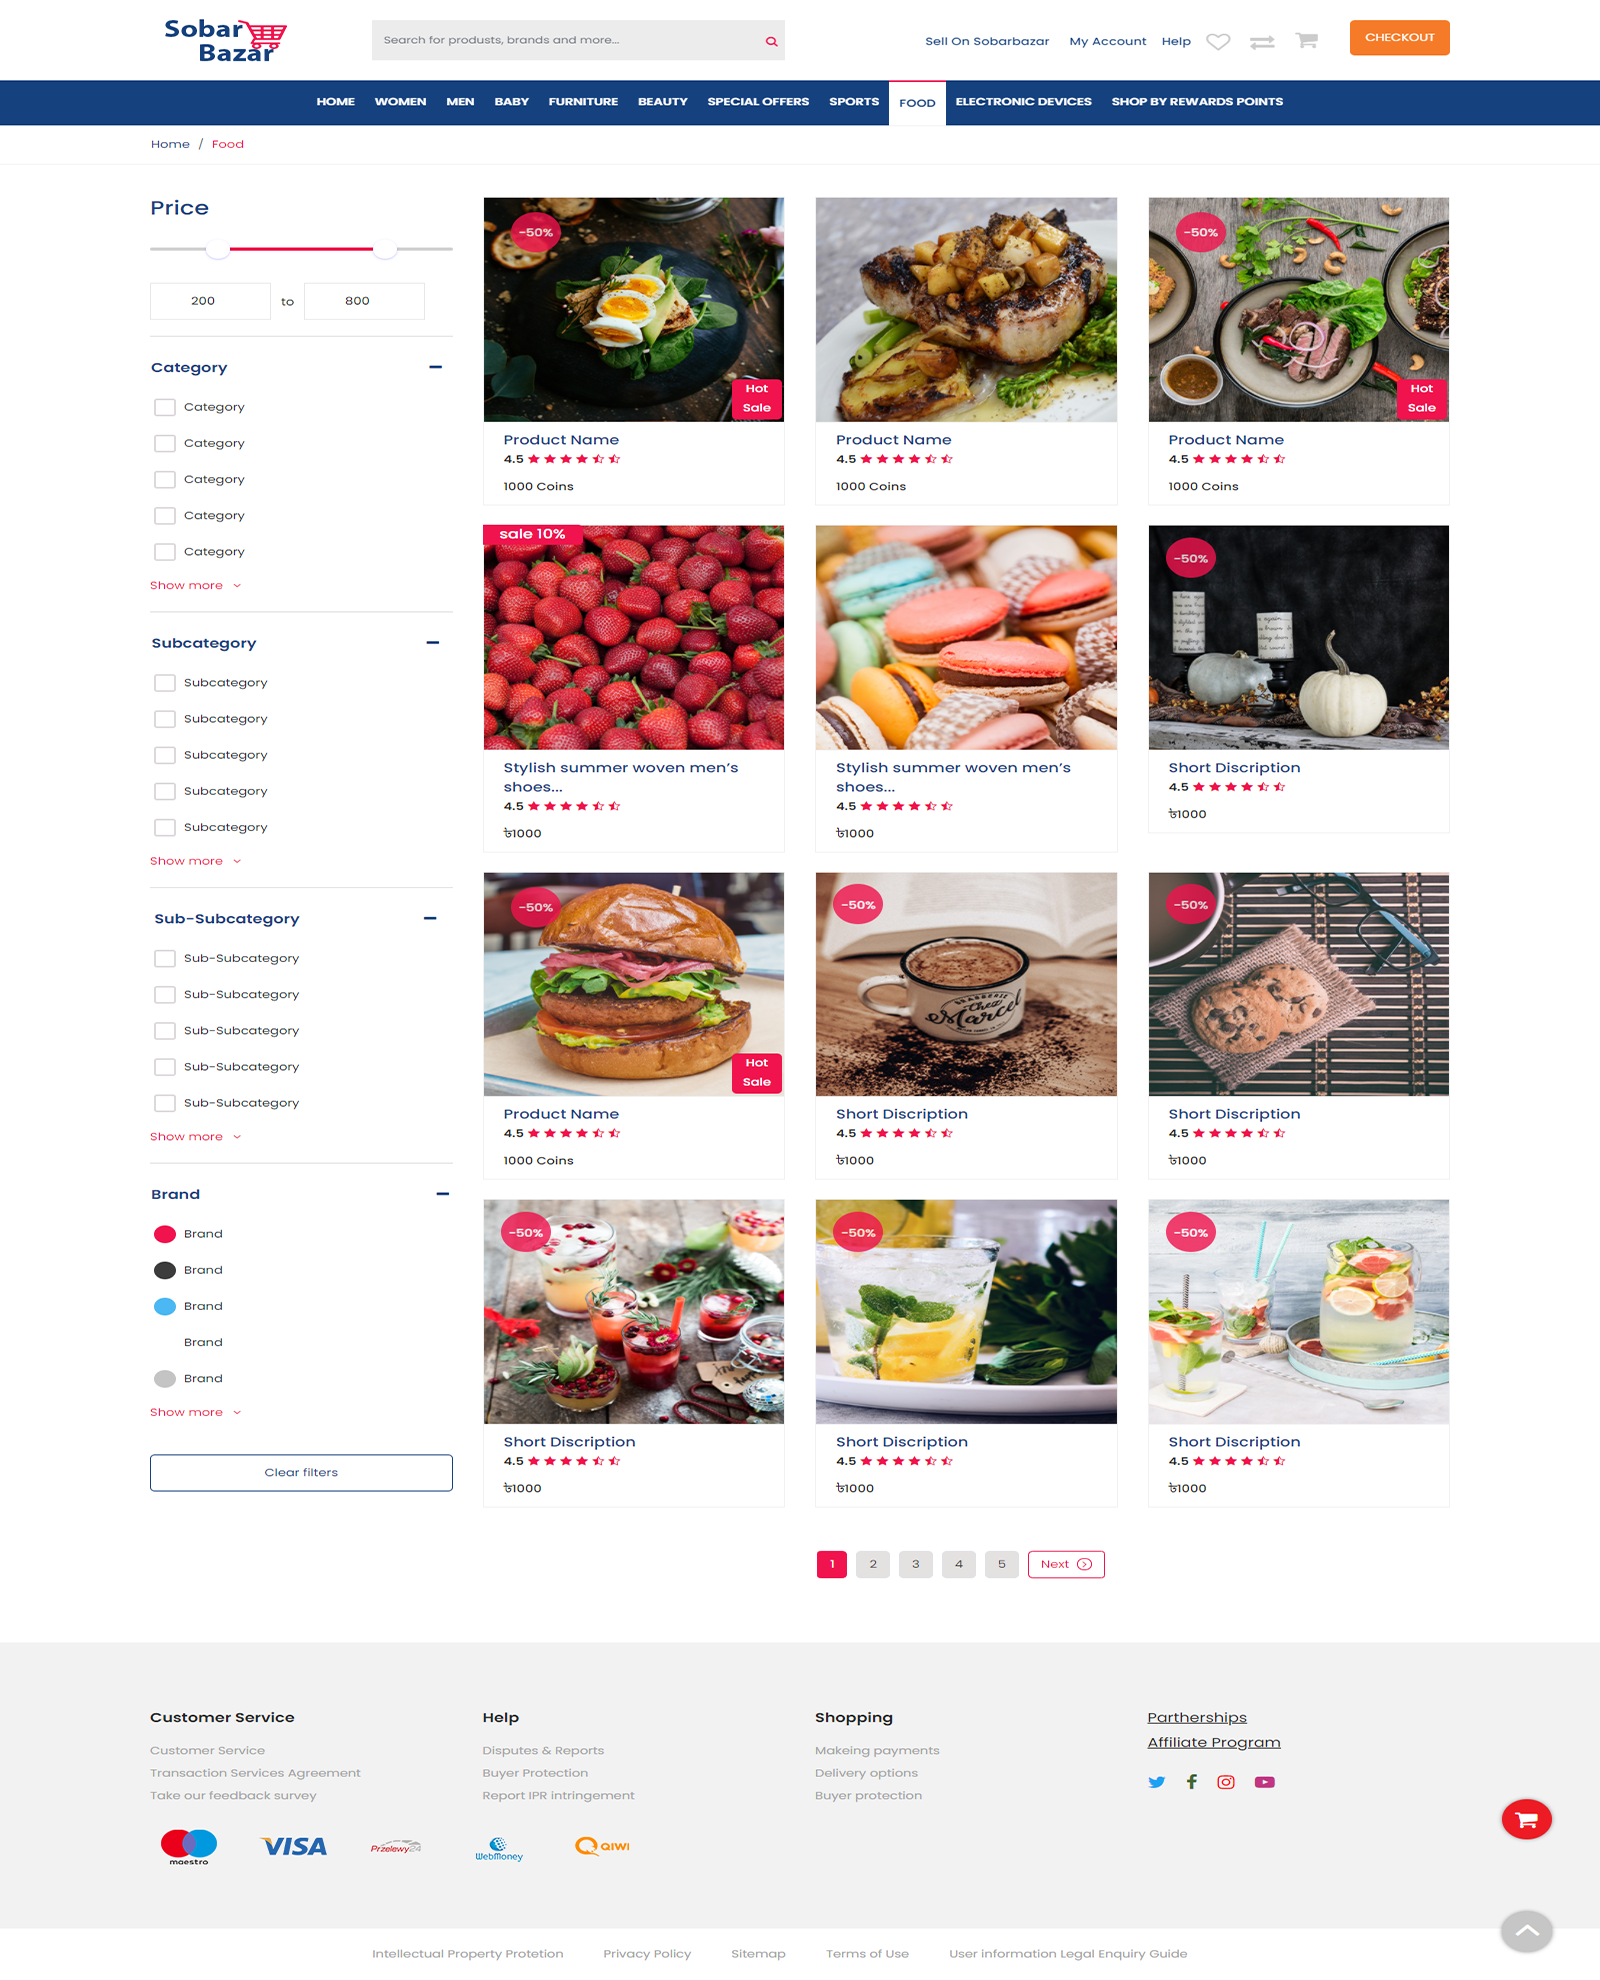 Sobar
Bazar
Search for produsts, brands and more...
Sell On Sobarbazar
My Account
Help
CHECKOUT
HOME
WOMEN
MEN
BABY
FURNITURE
BEAUTY
SPECIAL OFFERS
SPORTS
FOOD
ELECTRONIC DEVICES
SHOP BY REWARDS POINTS
Home / Food
Price
200 to 800
Category
Category
Category
Category
Category
Category
Show more
Subcategory
Subcategory
Subcategory
Subcategory
Subcategory
Subcategory
Show more
Sub-Subcategory
Sub-Subcategory
Sub-Subcategory
Sub-Subcategory
Sub-Subcategory
Sub-Subcategory
Show more
Brand
Brand
Brand
Brand
Brand
Brand
Show more
Clear filters
-50%
Hot
Sale
Product Name
4.5
1000 Coins
Product Name
4.5
1000 Coins
-50%
Hot
Sale
Product Name
4.5
1000 Coins
sale 10%
Stylish summer woven men's
shoes...
4.5
৳1000
Stylish summer woven men's
shoes...
4.5
৳1000
-50%
Short Discription
4.5
৳1000
-50%
Hot
Sale
Product Name
4.5
1000 Coins
-50%
BRASSERIE
Chez
Marcel
Short Discription
4.5
৳1000
-50%
Short Discription
4.5
৳1000
-50%
Short Discription
4.5
৳1000
-50%
Short Discription
4.5
৳1000
-50%
Short Discription
4.5
৳1000
1 2 3 4 5 Next
Customer Service
Customer Service
Transaction Services Agreement
Take our feedback survey
Help
Disputes & Reports
Buyer Protection
Report IPR intringement
Shopping
Makeing payments
Delivery options
Buyer protection
Partherships
Affiliate Program
maestro
VISA
Przelewy24
WebMoney
QIWI
Intellectual Property Protetion
Privacy Policy
Sitemap
Terms of Use
User information Legal Enquiry Guide